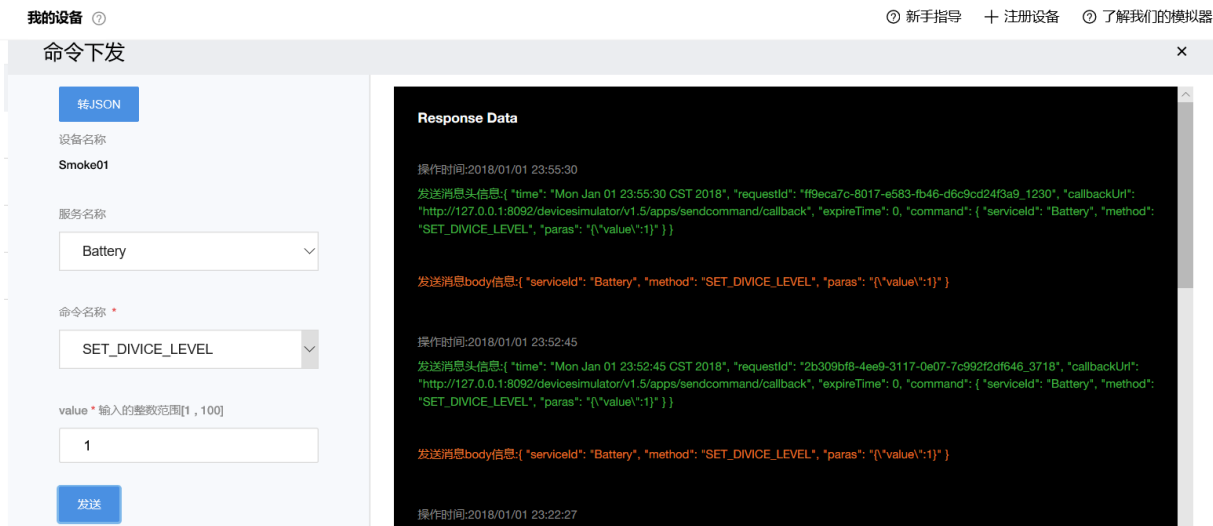 我的设备
新手指导 注册设备 了解我们的模拟器
命令下发
转JSON
设备名称
Smoke01
服务名称
Battery
命令名称 *
SET_DIVICE_LEVEL
value * 输入的整数范围[1 , 100]
1
发送
Response Data
操作时间:2018/01/01 23:55:30
发送消息头信息:{ "time": "Mon Jan 01 23:55:30 CST 2018", "requestId": "ff9eca7c-8017-e583-fb46-d6c9cd24f3a9_1230", "callbackUrl":
"http://127.0.0.1:8092/devicesimulator/v1.5/apps/sendcommand/callback", "expireTime": 0, "command": { "serviceId": "Battery", "method":
"SET_DIVICE_LEVEL", "paras": "{\"value\":1}" } }
发送消息body信息:{ "serviceId": "Battery", "method": "SET_DIVICE_LEVEL", "paras": "{\"value\":1}" }
操作时间:2018/01/01 23:52:45
发送消息头信息:{ "time": "Mon Jan 01 23:52:45 CST 2018", "requestId": "2b309bf8-4ee9-3117-0e07-7c992f2df646_3718", "callbackUrl":
"http://127.0.0.1:8092/devicesimulator/v1.5/apps/sendcommand/callback", "expireTime": 0, "command": { "serviceId": "Battery", "method":
"SET_DIVICE_LEVEL", "paras": "{\"value\":1}" } }
发送消息body信息:{ "serviceId": "Battery", "method": "SET_DIVICE_LEVEL", "paras": "{\"value\":1}" }
操作时间:2018/01/01 23:22:27